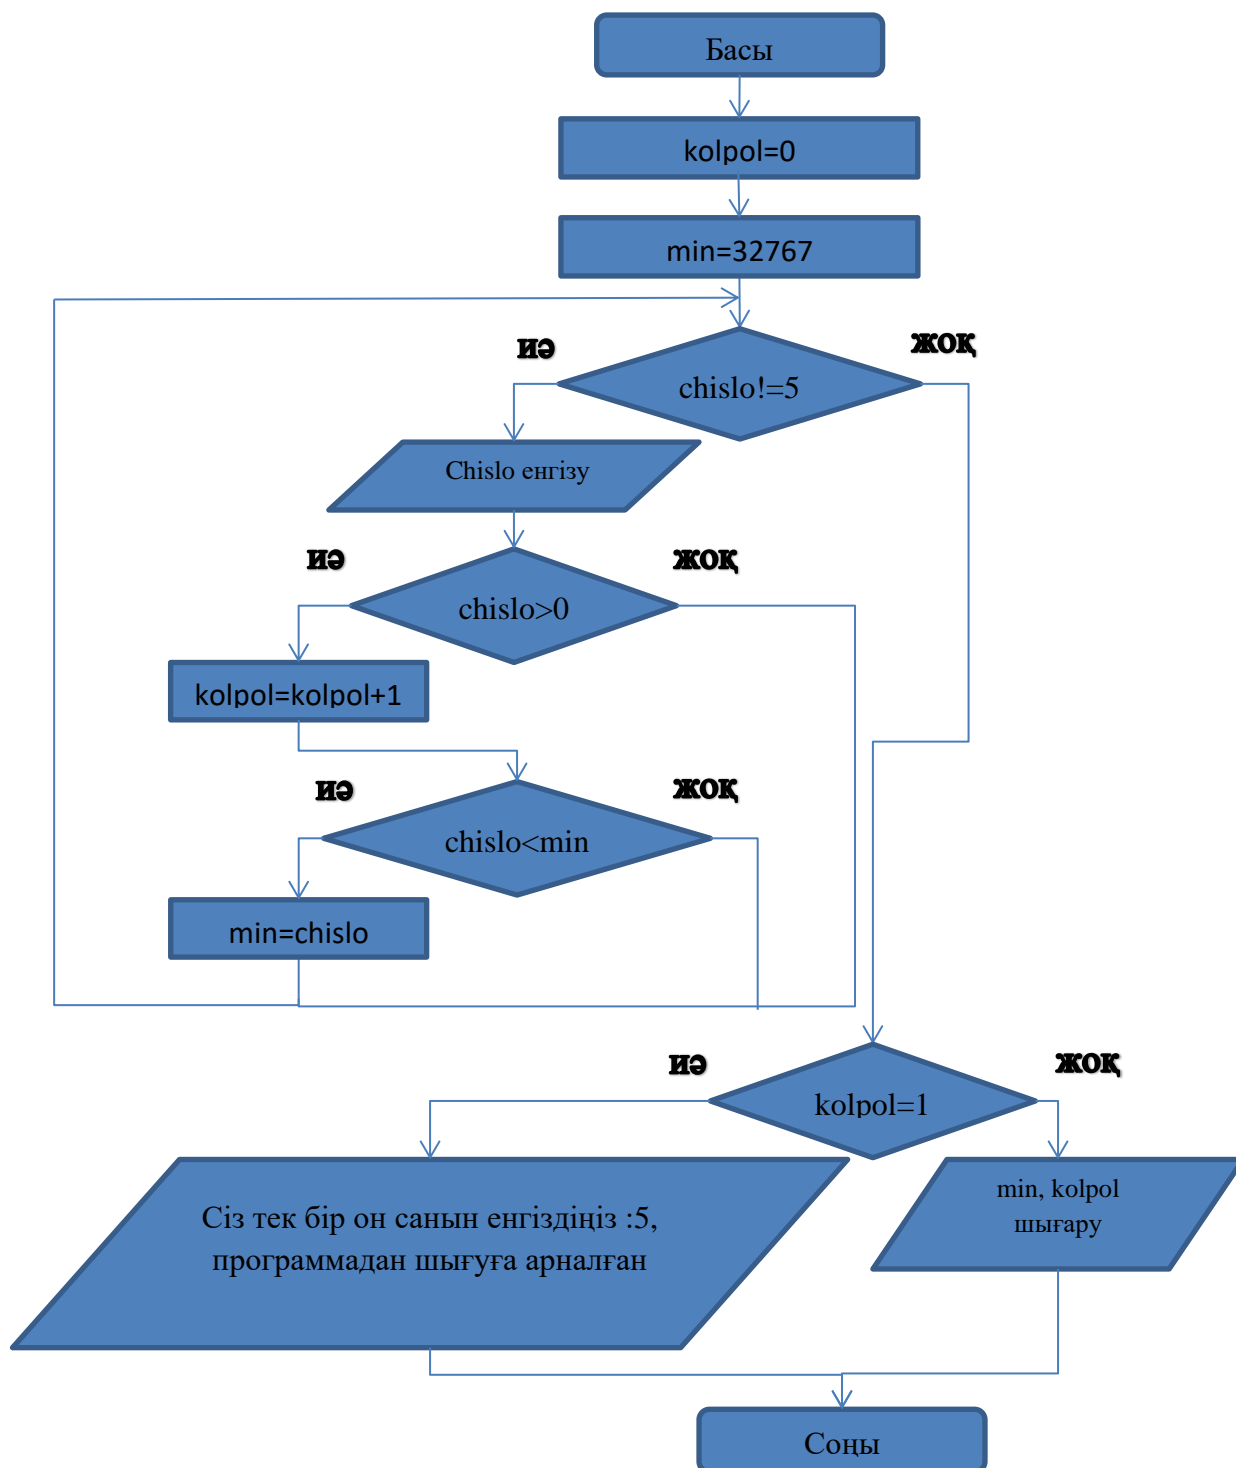 Басы
kolpol=0
min=32767
иә
жоқ
chislo!=5
Chislo енгізу
иә
жоқ
chislo>0
kolpol=kolpol+1
иә
жоқ
chislo<min
min=chislo
иә
жоқ
kolpol=1
Сіз тек бір он санын енгіздіңіз :5,
программадан шығуға арналған
min, kolpol
шығару
Соңы